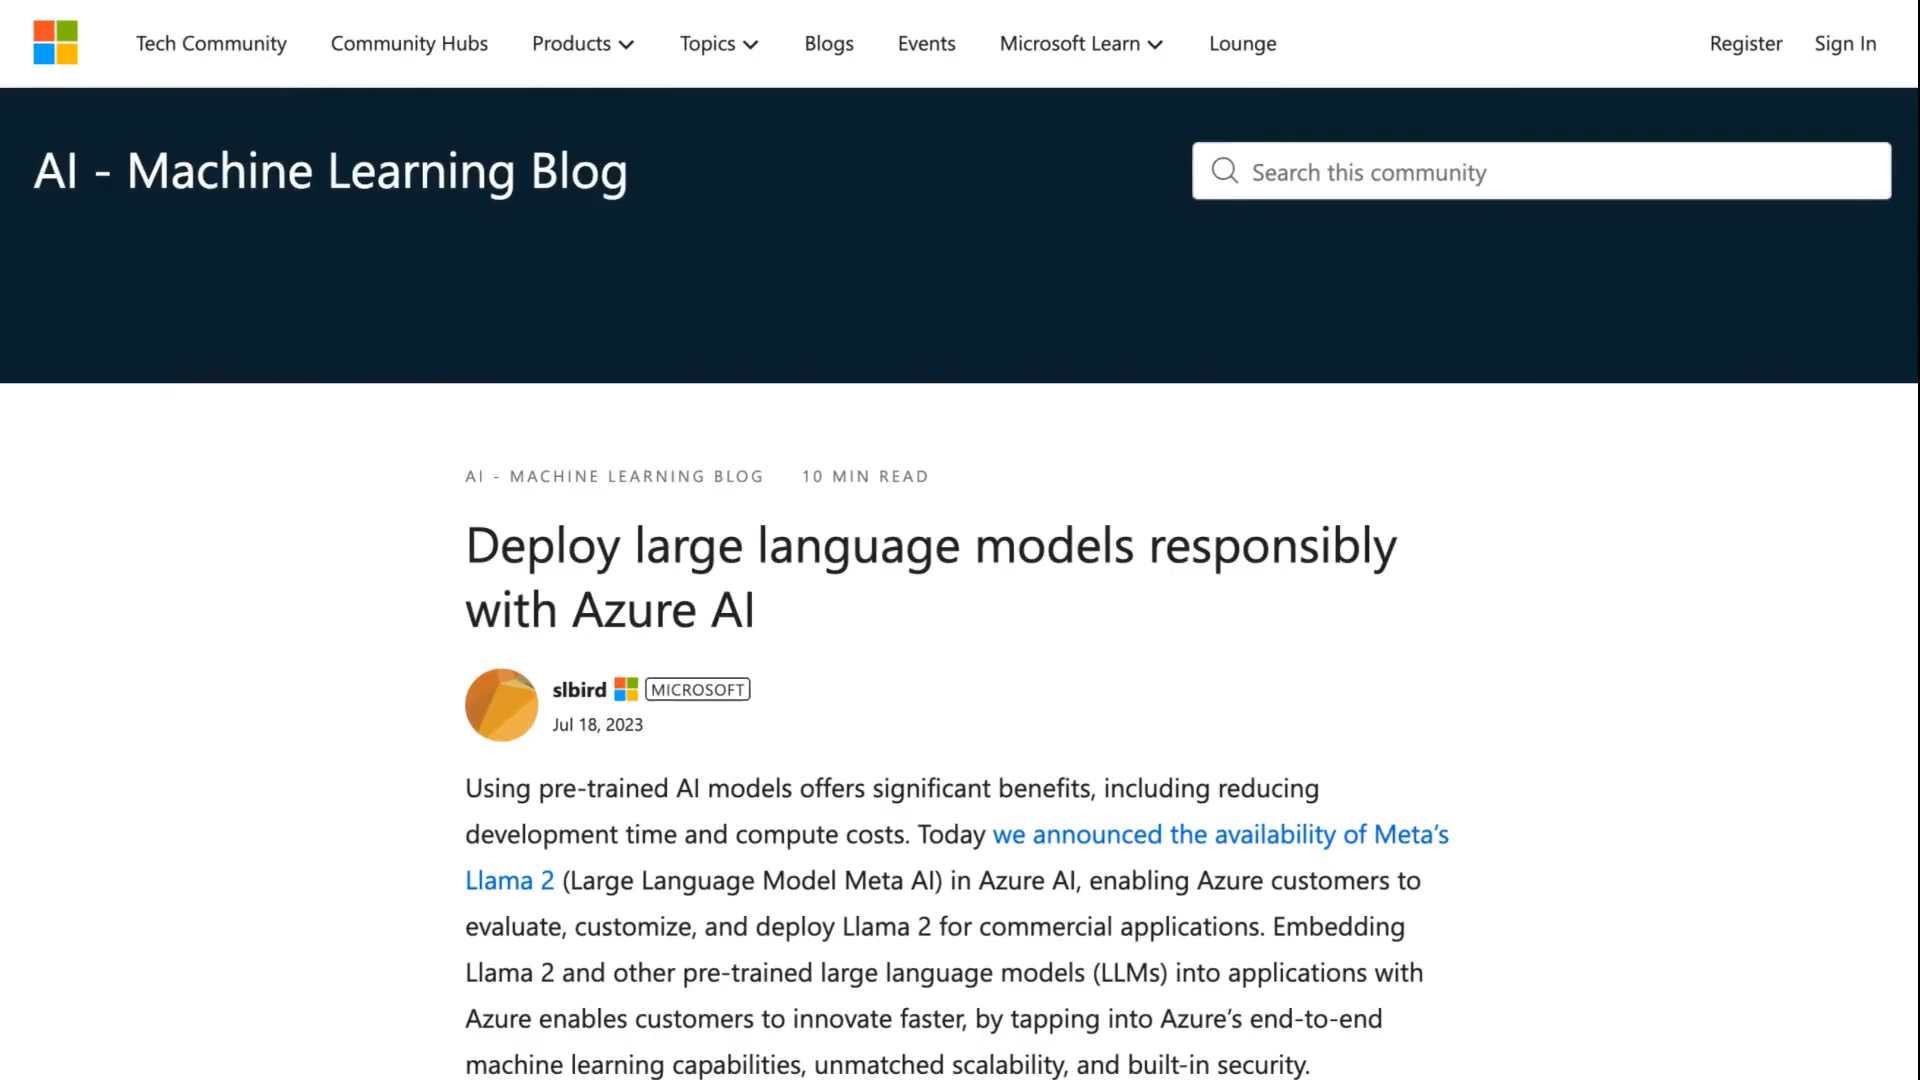 Tech Community Community Hubs Products Topics Blogs Events Microsoft Learn Lounge Register Sign In
AI - Machine Learning Blog
Search this community
AI - MACHINE LEARNING BLOG 10 MIN READ
Deploy large language models responsibly
with Azure AI
slbird MICROSOFT
Jul 18, 2023
Using pre-trained AI models offers significant benefits, including reducing
development time and compute costs. Today we announced the availability of Meta’s
Llama 2 (Large Language Model Meta AI) in Azure AI, enabling Azure customers to
evaluate, customize, and deploy Llama 2 for commercial applications. Embedding
Llama 2 and other pre-trained large language models (LLMs) into applications with
Azure enables customers to innovate faster, by tapping into Azure’s end-to-end
machine learning capabilities, unmatched scalability, and built-in security.